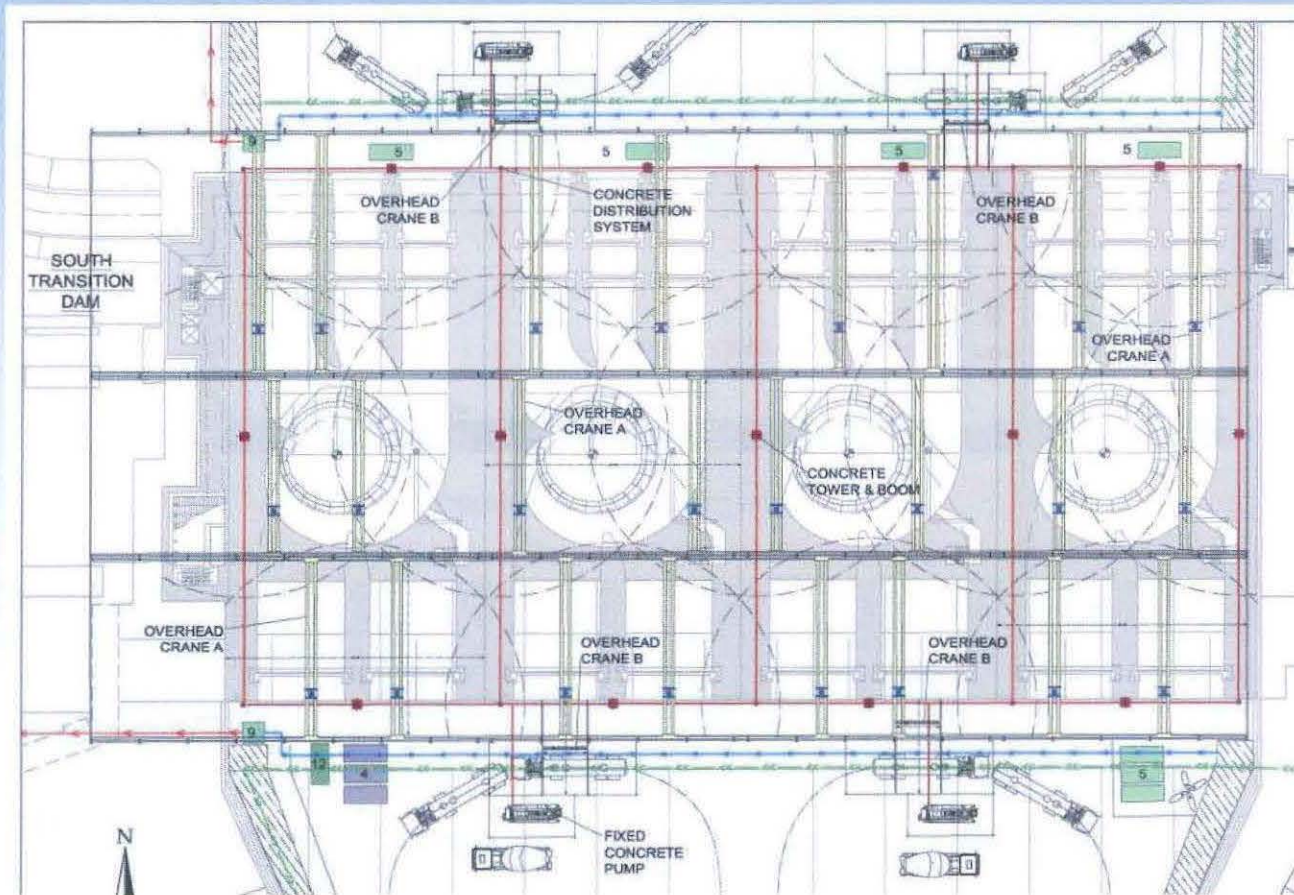 9
5
5
5
5
OVERHEAD
CRANE B
CONCRETE
DISTRIBUTION
SYSTEM
OVERHEAD
CRANE B
SOUTH
TRANSITION
DAM
OVERHEAD
CRANE A
OVERHEAD
CRANE A
CONCRETE
TOWER & BOOM
OVERHEAD
CRANE A
OVERHEAD
CRANE B
OVERHEAD
CRANE B
9
12
4
5
N
FIXED
CONCRETE
PUMP